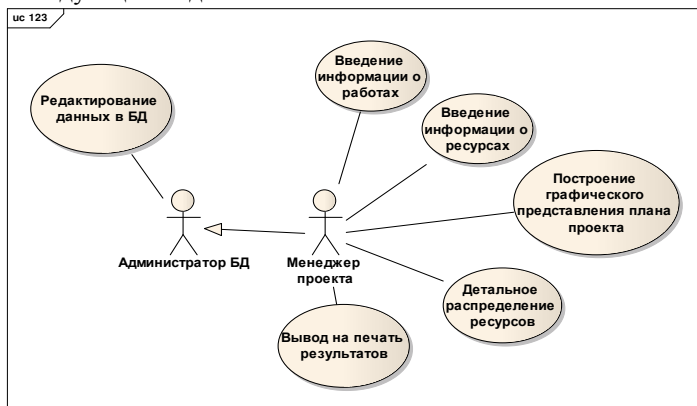 uc 123
Введение
информации о
работах
Редактирование
данных в БД
Введение
информации о
ресурсах
Построение
графического
представления плана
проекта
Администратор БД
Менеджер
проекта
Детальное
распределение
ресурсов
Вывод на печать
результатов